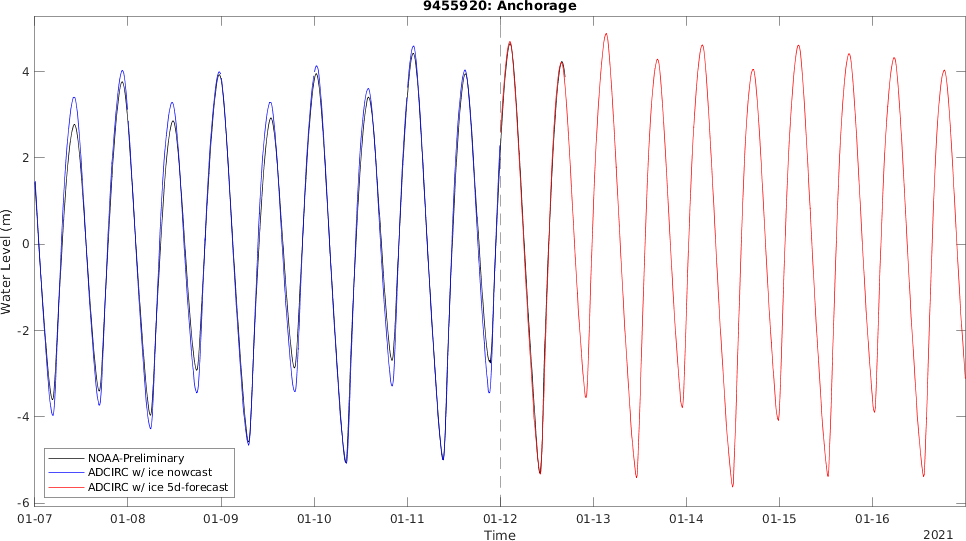 9455920: Anchorage
Water Level (m)
4
2
0
-2
-4
-6
NOAA-Preliminary
ADCIRC w/ ice nowcast
ADCIRC w/ ice 5d-forecast
01-07 01-08 01-09 01-10 01-11 01-12 01-13 01-14 01-15 01-16
Time
2021